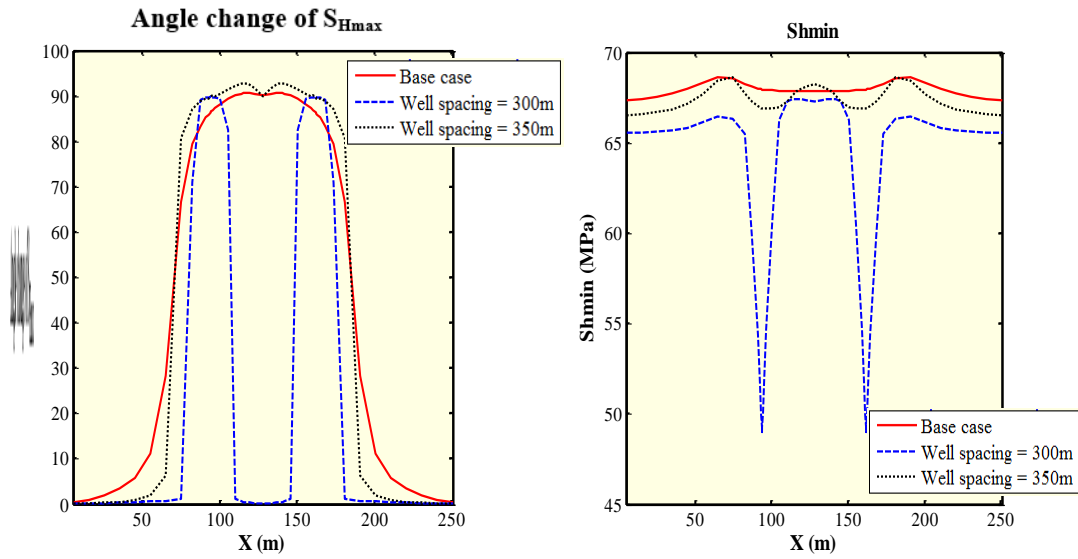 Angle change of SHmax
100
90
80
70
60
50
40
30
20
10
0
50
100
150
200
250
X (m)
Base case
Well spacing = 300m
Well spacing = 350m
Shmin
Shmin (MPa)
70
65
60
55
50
45
50
100
150
200
250
X (m)
Base case
Well spacing = 300m
Well spacing = 350m